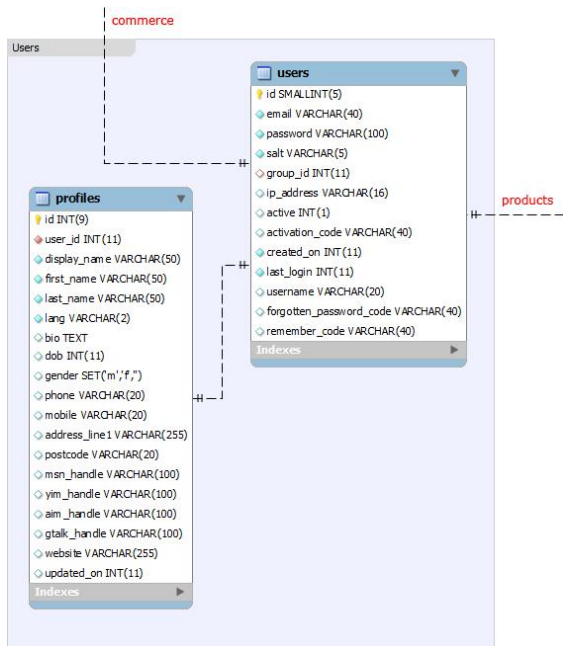 commerce
Users
users
id SMALLINT(5)
email VARCHAR(40)
password VARCHAR(100)
salt VARCHAR(5)
group_id INT(11)
ip_address VARCHAR(16)
active INT(1)
activation_code VARCHAR(40)
created_on INT(11)
last_login INT(11)
username VARCHAR(20)
forgotten_password_code VARCHAR(40)
remember_code VARCHAR(40)
Indexes
products
profiles
id INT(9)
user_id INT(11)
display_name VARCHAR(50)
first_name VARCHAR(50)
last_name VARCHAR(50)
lang VARCHAR(2)
bio TEXT
dob INT(11)
gender SET('m','f','')
phone VARCHAR(20)
mobile VARCHAR(20)
address_line1 VARCHAR(255)
postcode VARCHAR(20)
msn_handle VARCHAR(100)
yim_handle VARCHAR(100)
aim_handle VARCHAR(100)
gtalk_handle VARCHAR(100)
website VARCHAR(255)
updated_on INT(11)
Indexes